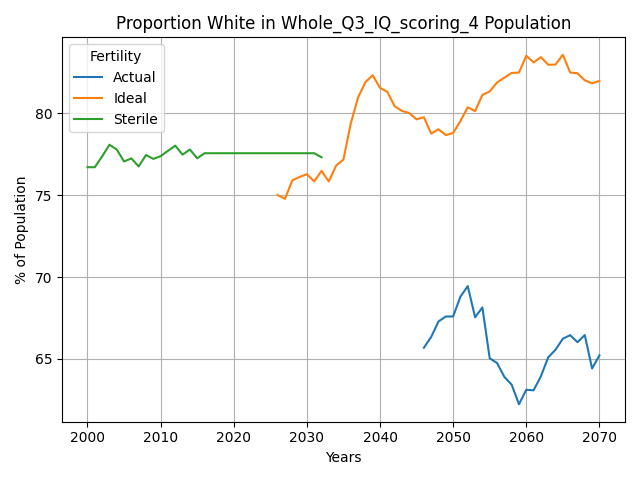 Proportion White in Whole_Q3_IQ_scoring_4 Population
Fertility
Actual
Ideal
Sterile
% of Population
80
75
70
65
2000 2010 2020 2030 2040 2050 2060 2070
Years